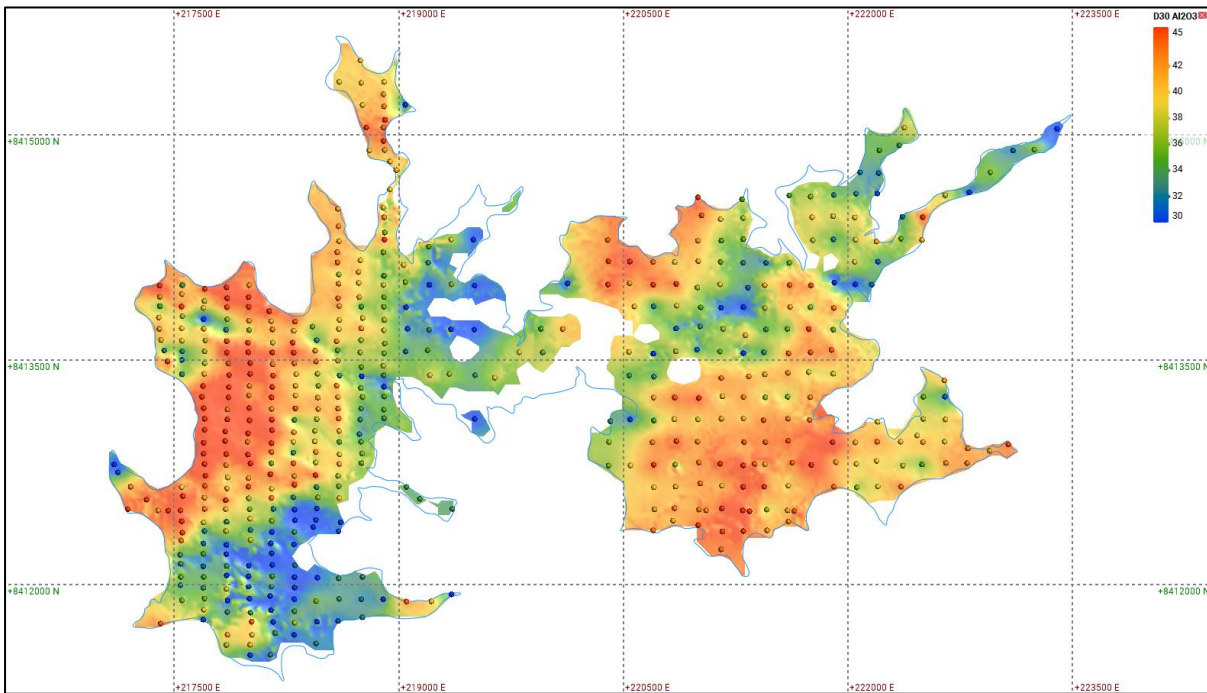 +217500 E
+219000 E
+220500 E
+222000 E
+223500 E
D30 Al2O3
45
42
40
38
36
34
32
30
+8415000 N
+8413500 N
+8413500 N
+8412000 N
+8412000 N
+217500 E
+219000 E
+220500 E
+222000 E
+223500 E